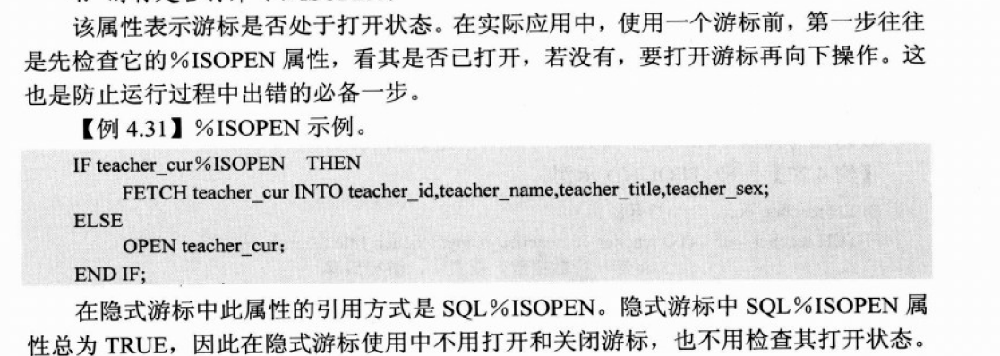 该属性表示游标是否处于打开状态。在实际应用中，使用一个游标前，第一步往往
是先检查它的%ISOPEN 属性，看其是否已打开，若没有，要打开游标再向下操作。这
也是防止运行过程中出错的必备一步。
【例 4.31】%ISOPEN 示例。
IF teacher_cur%ISOPEN THEN
FETCH teacher_cur INTO teacher_id,teacher_name,teacher_title,teacher_sex;
ELSE
OPEN teacher_cur;
END IF;
在隐式游标中此属性的引用方式是 SQL%ISOPEN。隐式游标中 SQL%ISOPEN 属
性总为 TRUE，因此在隐式游标使用中不用打开和关闭游标，也不用检查其打开状态。